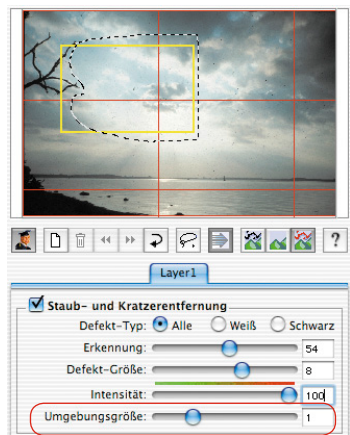 ?
Layer1
Staub- und Kratzerentfernung
Defekt-Typ: Alle Weiß Schwarz
Erkennung: 54
Defekt-Größe: 8
Intensität: 100
Umgebungsgröße: 1